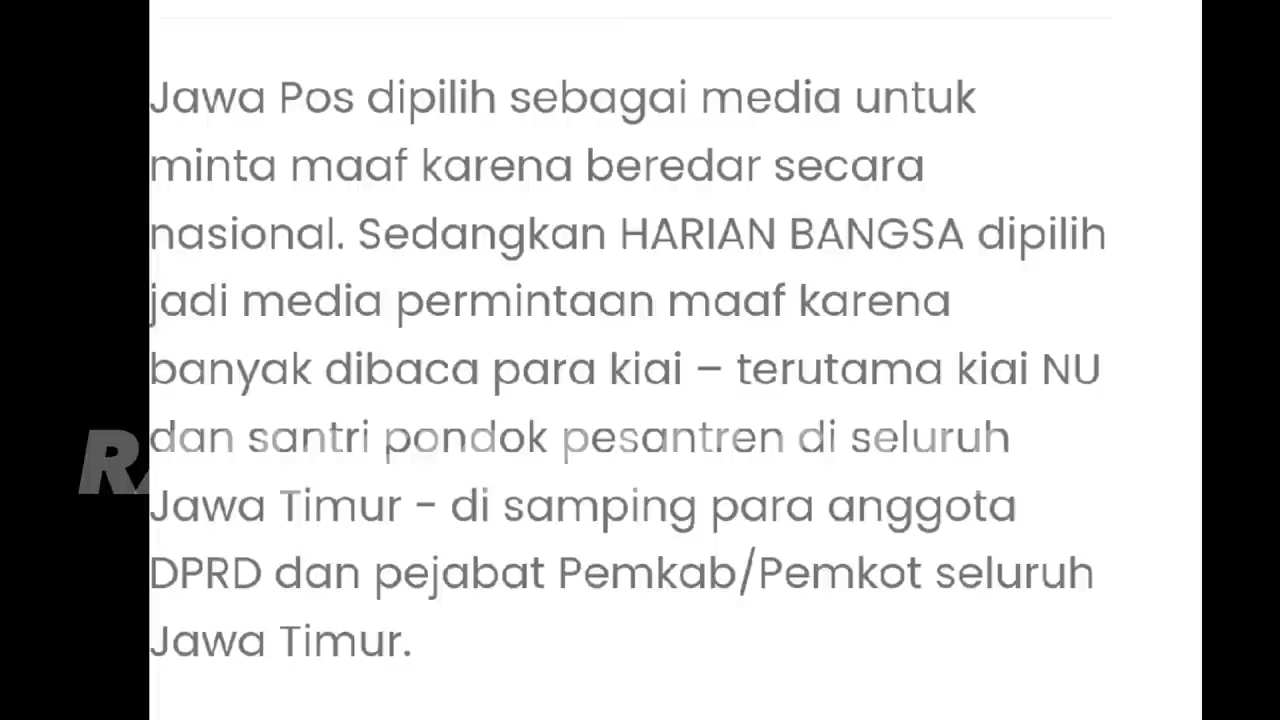 Jawa Pos dipilih sebagai media untuk
minta maaf karena beredar secara
nasional. Sedangkan HARIAN BANGSA dipilih
jadi media permintaan maaf karena
banyak dibaca para kiai – terutama kiai NU
dan santri pondok pesantren di seluruh
Jawa Timur - di samping para anggota
DPRD dan pejabat Pemkab/Pemkot seluruh
Jawa Timur.